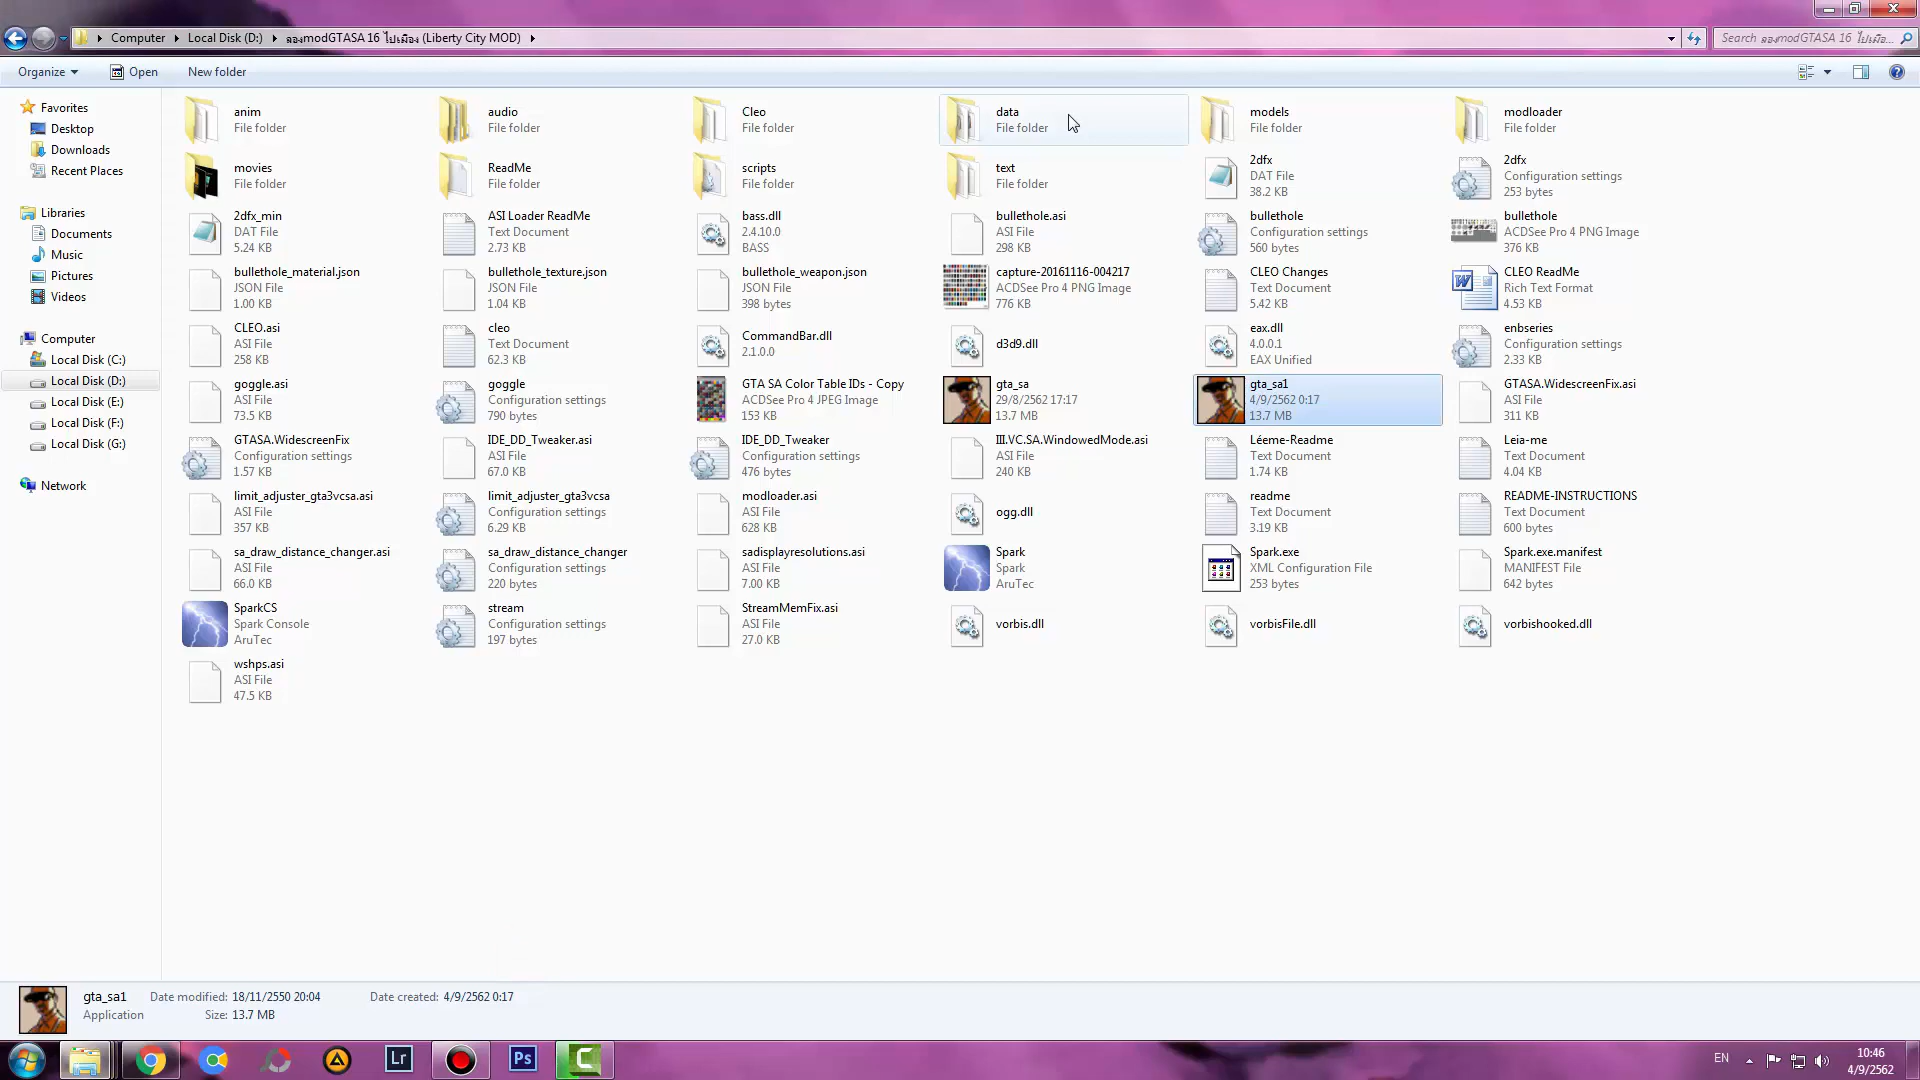 Computer
Local Disk (D:)
ลองmodGTASA 16 ไปเมือง (Liberty City MOD)
Search ลองmodGTASA 16 ไปเมือ...
Organize
Open
New folder
Favorites
Desktop
Downloads
Recent Places
Libraries
Documents
Music
Pictures
Videos
Computer
Local Disk (C:)
Local Disk (D:)
Local Disk (E:)
Local Disk (F:)
Local Disk (G:)
Network
anim
File folder
audio
File folder
Cleo
File folder
data
File folder
models
File folder
modloader
File folder
movies
File folder
ReadMe
File folder
scripts
File folder
text
File folder
2dfx
DAT File
38.2 KB
2dfx
Configuration settings
253 bytes
2dfx_min
DAT File
5.24 KB
ASI Loader ReadMe
Text Document
2.73 KB
bass.dll
2.4.10.0
BASS
bullethole.asi
ASI File
298 KB
bullethole
Configuration settings
560 bytes
bullethole
ACDSee Pro 4 PNG Image
376 KB
bullethole_material.json
JSON File
1.00 KB
bullethole_texture.json
JSON File
1.04 KB
bullethole_weapon.json
JSON File
398 bytes
capture-20161116-004217
ACDSee Pro 4 PNG Image
776 KB
CLEO Changes
Text Document
5.42 KB
CLEO ReadMe
Rich Text Format
4.53 KB
CLEO.asi
ASI File
258 KB
cleo
Text Document
62.3 KB
CommandBar.dll
2.1.0.0
d3d9.dll
eax.dll
4.0.0.1
EAX Unified
enbseries
Configuration settings
2.33 KB
goggle.asi
ASI File
73.5 KB
goggle
Configuration settings
790 bytes
GTA SA Color Table IDs - Copy
ACDSee Pro 4 JPEG Image
153 KB
gta_sa
29/8/2562 17:17
13.7 MB
gta_sa1
4/9/2562 0:17
13.7 MB
GTASA.WidescreenFix.asi
ASI File
311 KB
GTASA.WidescreenFix
Configuration settings
1.57 KB
IDE_DD_Tweaker.asi
ASI File
67.0 KB
IDE_DD_Tweaker
Configuration settings
476 bytes
III.VC.SA.WindowedMode.asi
ASI File
240 KB
Léeme-Readme
Text Document
1.74 KB
Leia-me
Text Document
4.04 KB
limit_adjuster_gta3vcsa.asi
ASI File
357 KB
limit_adjuster_gta3vcsa
Configuration settings
6.29 KB
modloader.asi
ASI File
628 KB
ogg.dll
readme
Text Document
3.19 KB
README-INSTRUCTIONS
Text Document
600 bytes
sa_draw_distance_changer.asi
ASI File
66.0 KB
sa_draw_distance_changer
Configuration settings
220 bytes
sadisplayresolutions.asi
ASI File
7.00 KB
Spark
Spark
AruTec
Spark.exe
XML Configuration File
253 bytes
Spark.exe.manifest
MANIFEST File
642 bytes
SparkCS
Spark Console
AruTec
stream
Configuration settings
197 bytes
StreamMemFix.asi
ASI File
27.0 KB
vorbis.dll
vorbisFile.dll
vorbishooked.dll
wshps.asi
ASI File
47.5 KB
gta_sa1 Date modified: 18/11/2550 20:04 Date created: 4/9/2562 0:17
Application Size: 13.7 MB
Lr
Ps
C
EN
10:46
4/9/2562